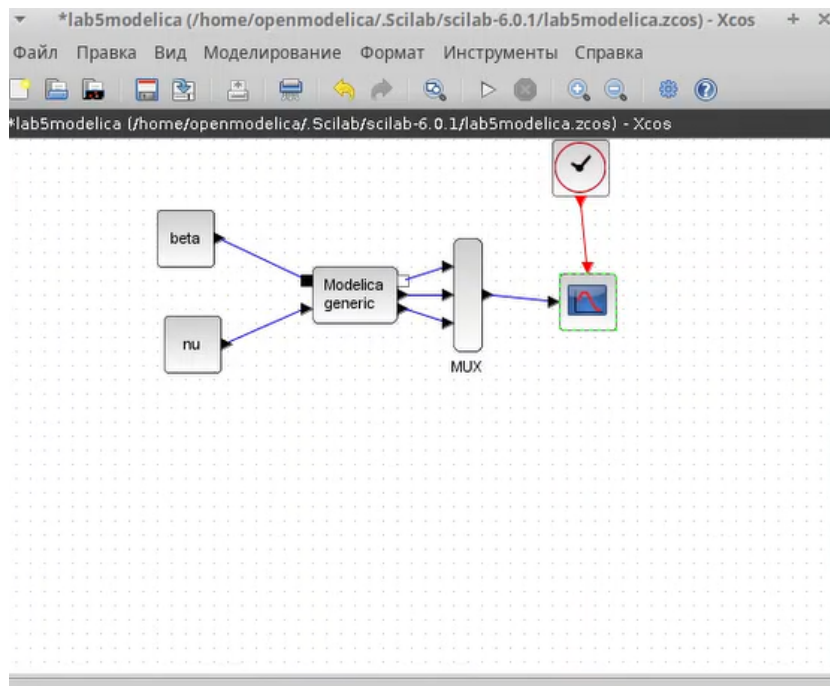 *lab5modelica (/home/openmodelica/.Scilab/scilab-6.0.1/lab5modelica.zcos) - Xcos
Файл Правка Вид Моделирование Формат Инструменты Справка
*lab5modelica (/home/openmodelica/.Scilab/scilab-6.0.1/lab5modelica.zcos) - Xcos
beta
Modelica
generic
nu
MUX